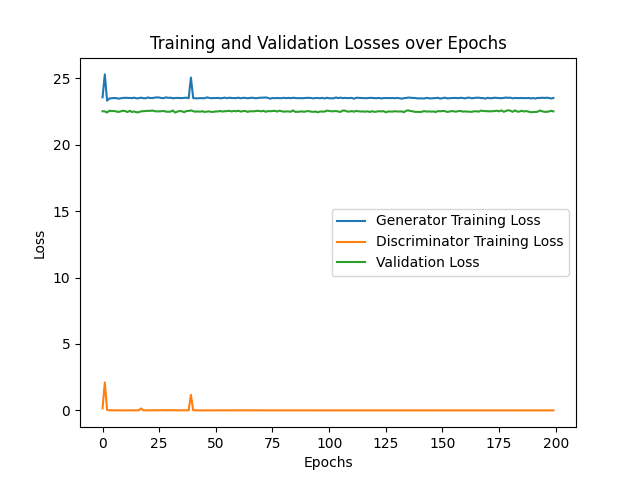 Training and Validation Losses over Epochs
25
20
15
10
5
0
Loss
Generator Training Loss
Discriminator Training Loss
Validation Loss
0 25 50 75 100 125 150 175 200
Epochs